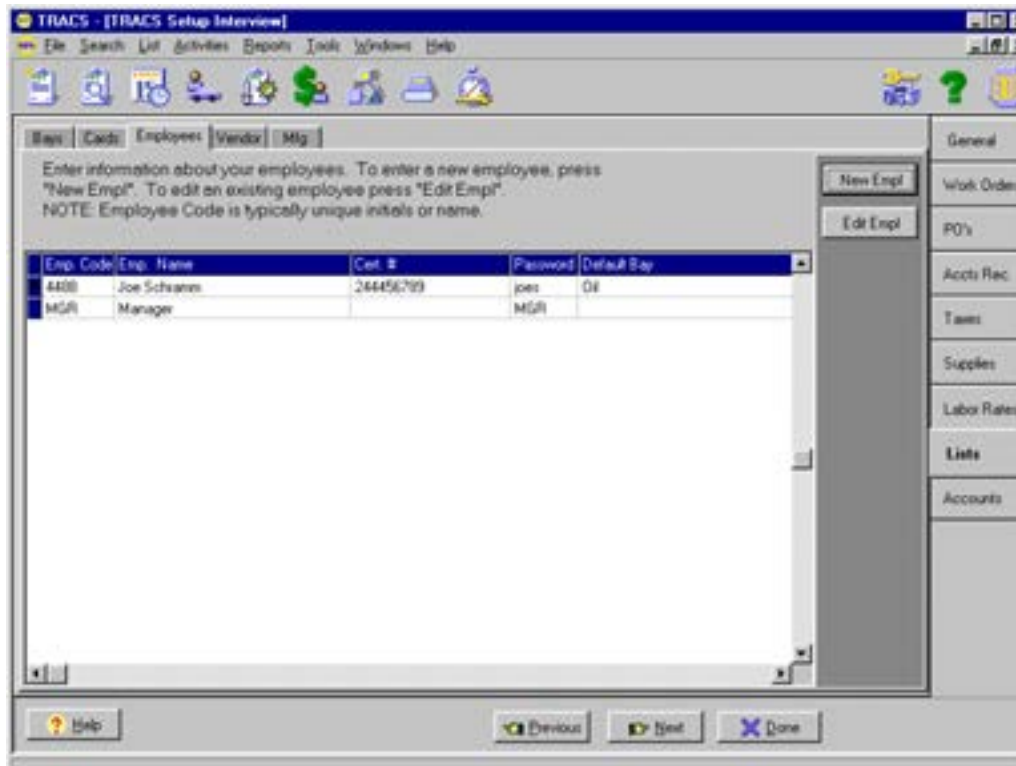 TRACS - [TRACS Setup Interview]
File Search List Activities Reports Tools Windows Help
Bays Cards Employees Vendor Mfg
Enter information about your employees. To enter a new employee, press
"New Empl". To edit an existing employee press "Edit Empl".
NOTE: Employee Code is typically unique initials or name.
New Empl
Edit Empl
Emp. Code Emp. Name Cert. # Password Default Bay
4488 Joe Schramm 244456789 joes Oil
MGR Manager MGR
General
Work Order
PO's
Accts Rec.
Taxes
Supplies
Labor Rates
Lists
Accounts
Help Previous Next Done